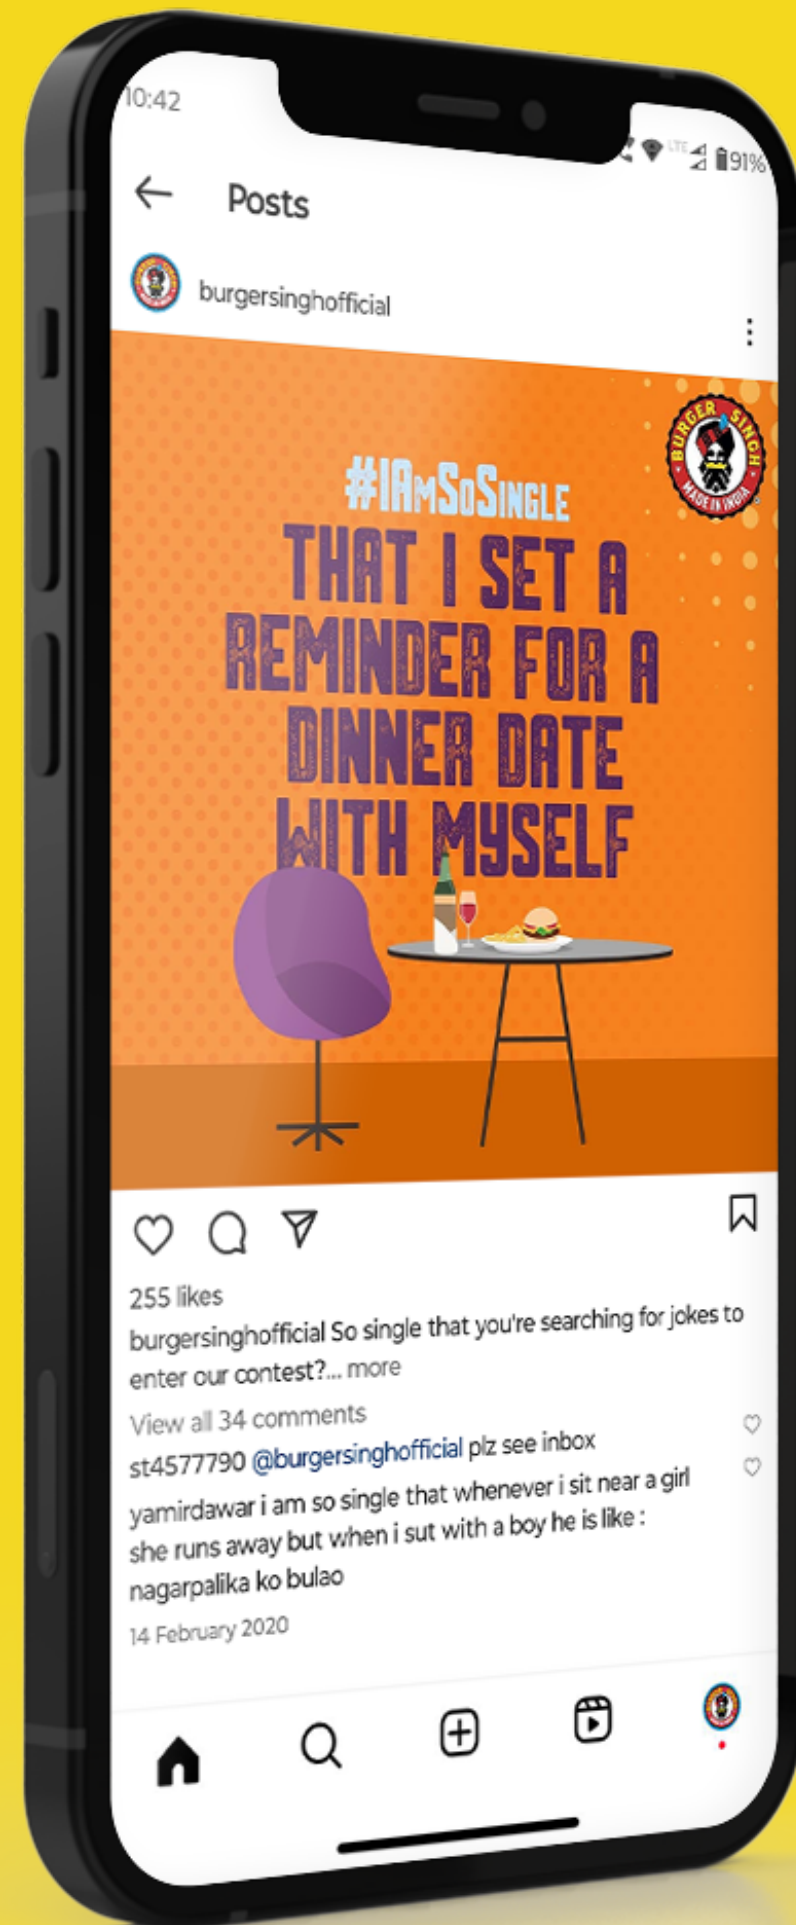 10:42
LTE 91%
Posts
burgersinghofficial
BURGER SINGH
MADE IN INDIA
#IAMSOSINGLE
THAT I SET A
REMINDER FOR A
DINNER DATE
WITH MYSELF
255 likes
burgersinghofficial So single that you're searching for jokes to
enter our contest?... more
View all 34 comments
st4577790 @burgersinghofficial plz see inbox
yamirdawar i am so single that whenever i sit near a girl
she runs away but when i sut with a boy he is like :
nagarpalika ko bulao
14 February 2020